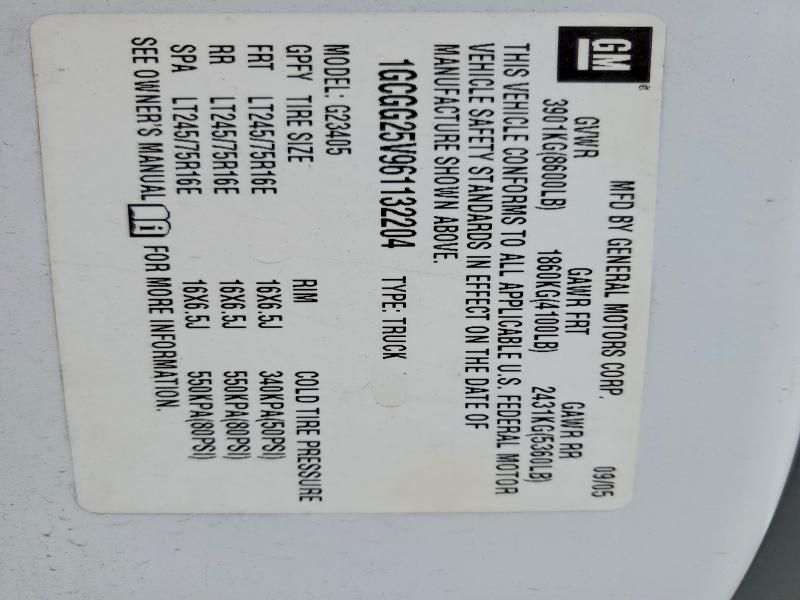 GM
MFD BY GENERAL MOTORS CORP. 09/05
GVWR GAWR FRT GAWR RR
3901KG(8600LB) 1860KG(4100LB) 2431KG(5360LB)
THIS VEHICLE CONFORMS TO ALL APPLICABLE U.S. FEDERAL MOTOR
VEHICLE SAFETY STANDARDS IN EFFECT ON THE DATE OF
MANUFACTURE SHOWN ABOVE.
1GCGG25V961132204 TYPE: TRUCK
MODEL: G23405
GPFY TIRE SIZE RIM COLD TIRE PRESSURE
FRT LT245/75R16E 16X6.5J 340KPA(50PSI)
RR LT245/75R16E 16X6.5J 550KPA(80PSI)
SPA LT245/75R16E 16X6.5J 550KPA(80PSI)
SEE OWNER'S MANUAL i FOR MORE INFORMATION.